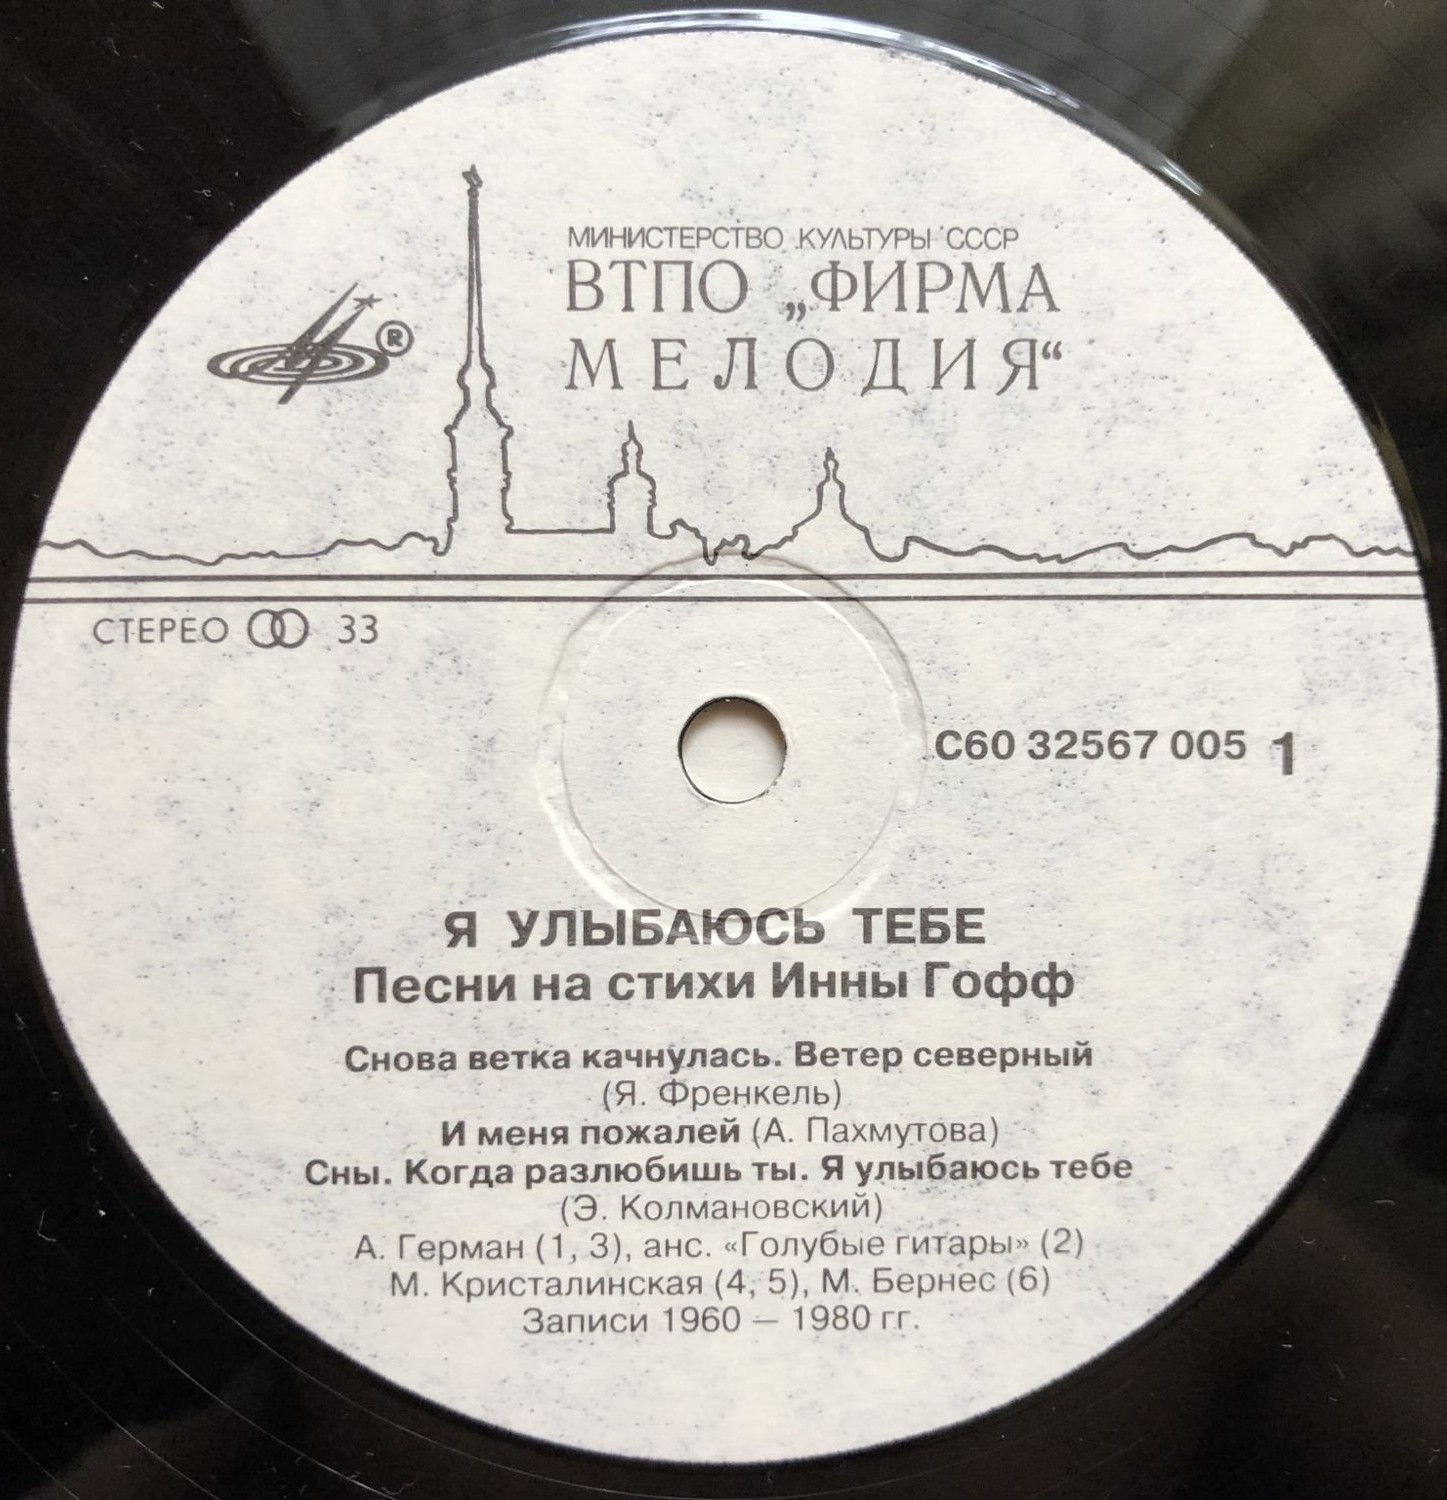 МИНИСТЕРСТВО КУЛЬТУРЫ СССР
ВТПО „ФИРМА
МЕЛОДИЯ“
®
СТЕРЕО 33
С60 32567 005 1
Я УЛЫБАЮСЬ ТЕБЕ
Песни на стихи Инны Гофф
Снова ветка качнулась. Ветер северный
(Я. Френкель)
И меня пожалей (А. Пахмутова)
Сны. Когда разлюбишь ты. Я улыбаюсь тебе
(Э. Колмановский)
А. Герман (1, 3), анс. «Голубые гитары» (2)
М. Кристалинская (4, 5), М. Бернес (6)
Записи 1960 — 1980 гг.